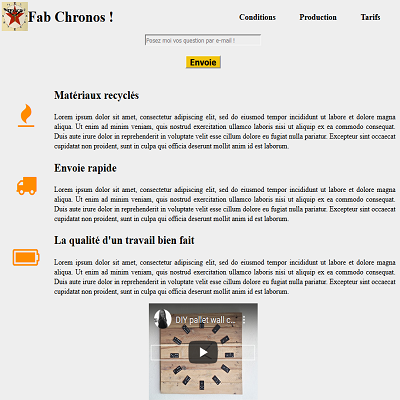 Fab Chronos !
Conditions
Production
Tarifs
Posez moi vos question par e-mail !
Envoie
Matériaux recyclés
Lorem ipsum dolor sit amet, consectetur adipiscing elit, sed do eiusmod tempor incididunt ut labore et dolore magna
aliqua. Ut enim ad minim veniam, quis nostrud exercitation ullamco laboris nisi ut aliquip ex ea commodo consequat.
Duis aute irure dolor in reprehenderit in voluptate velit esse cillum dolore eu fugiat nulla pariatur. Excepteur sint occaecat
cupidatat non proident, sunt in culpa qui officia deserunt mollit anim id est laborum.
Envoie rapide
Lorem ipsum dolor sit amet, consectetur adipiscing elit, sed do eiusmod tempor incididunt ut labore et dolore magna
aliqua. Ut enim ad minim veniam, quis nostrud exercitation ullamco laboris nisi ut aliquip ex ea commodo consequat.
Duis aute irure dolor in reprehenderit in voluptate velit esse cillum dolore eu fugiat nulla pariatur. Excepteur sint occaecat
cupidatat non proident, sunt in culpa qui officia deserunt mollit anim id est laborum.
La qualité d'un travail bien fait
Lorem ipsum dolor sit amet, consectetur adipiscing elit, sed do eiusmod tempor incididunt ut labore et dolore magna
aliqua. Ut enim ad minim veniam, quis nostrud exercitation ullamco laboris nisi ut aliquip ex ea commodo consequat.
Duis aute irure dolor in reprehenderit in voluptate velit esse cillum dolore eu fugiat nulla pariatur. Excepteur sint occaecat
cupidatat non proident, sunt in culpa qui officia deserunt mollit anim id est laborum.
DIY pallet wall c...